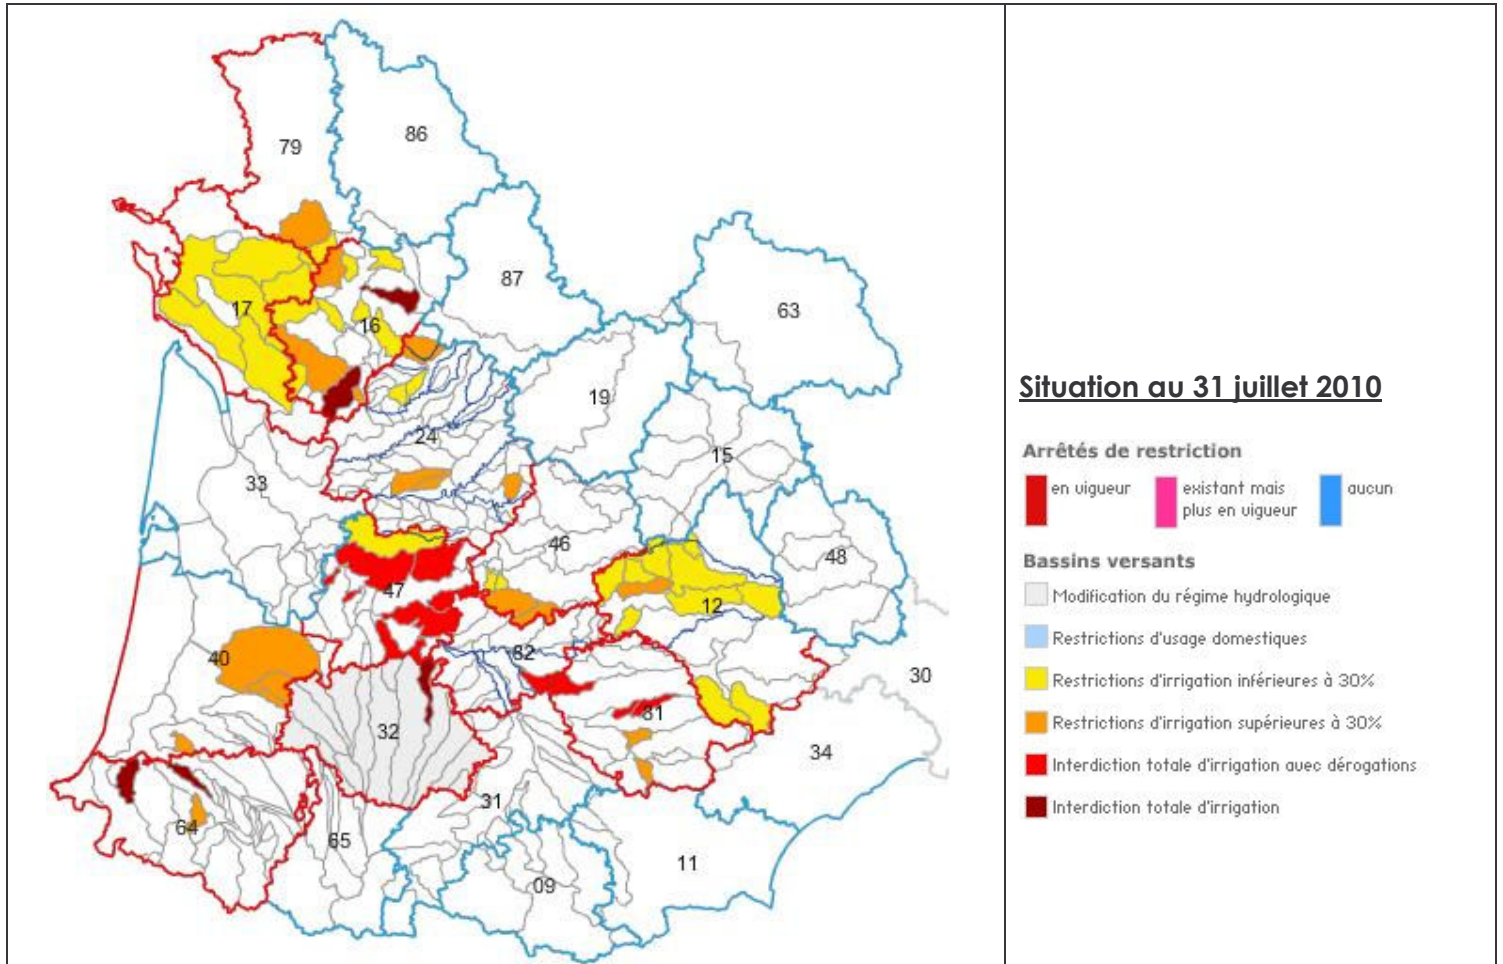 79
86
87
63
17
16
19
24
15
33
46
48
47
12
40
82
30
81
32
34
31
64
65
11
09
Situation au 31 juillet 2010
Arrêtés de restriction
en vigueur
existant mais
plus en vigueur
aucun
Bassins versants
Modification du régime hydrologique
Restrictions d'usage domestiques
Restrictions d'irrigation inférieures à 30%
Restrictions d'irrigation supérieures à 30%
Interdiction totale d'irrigation avec dérogations
Interdiction totale d'irrigation